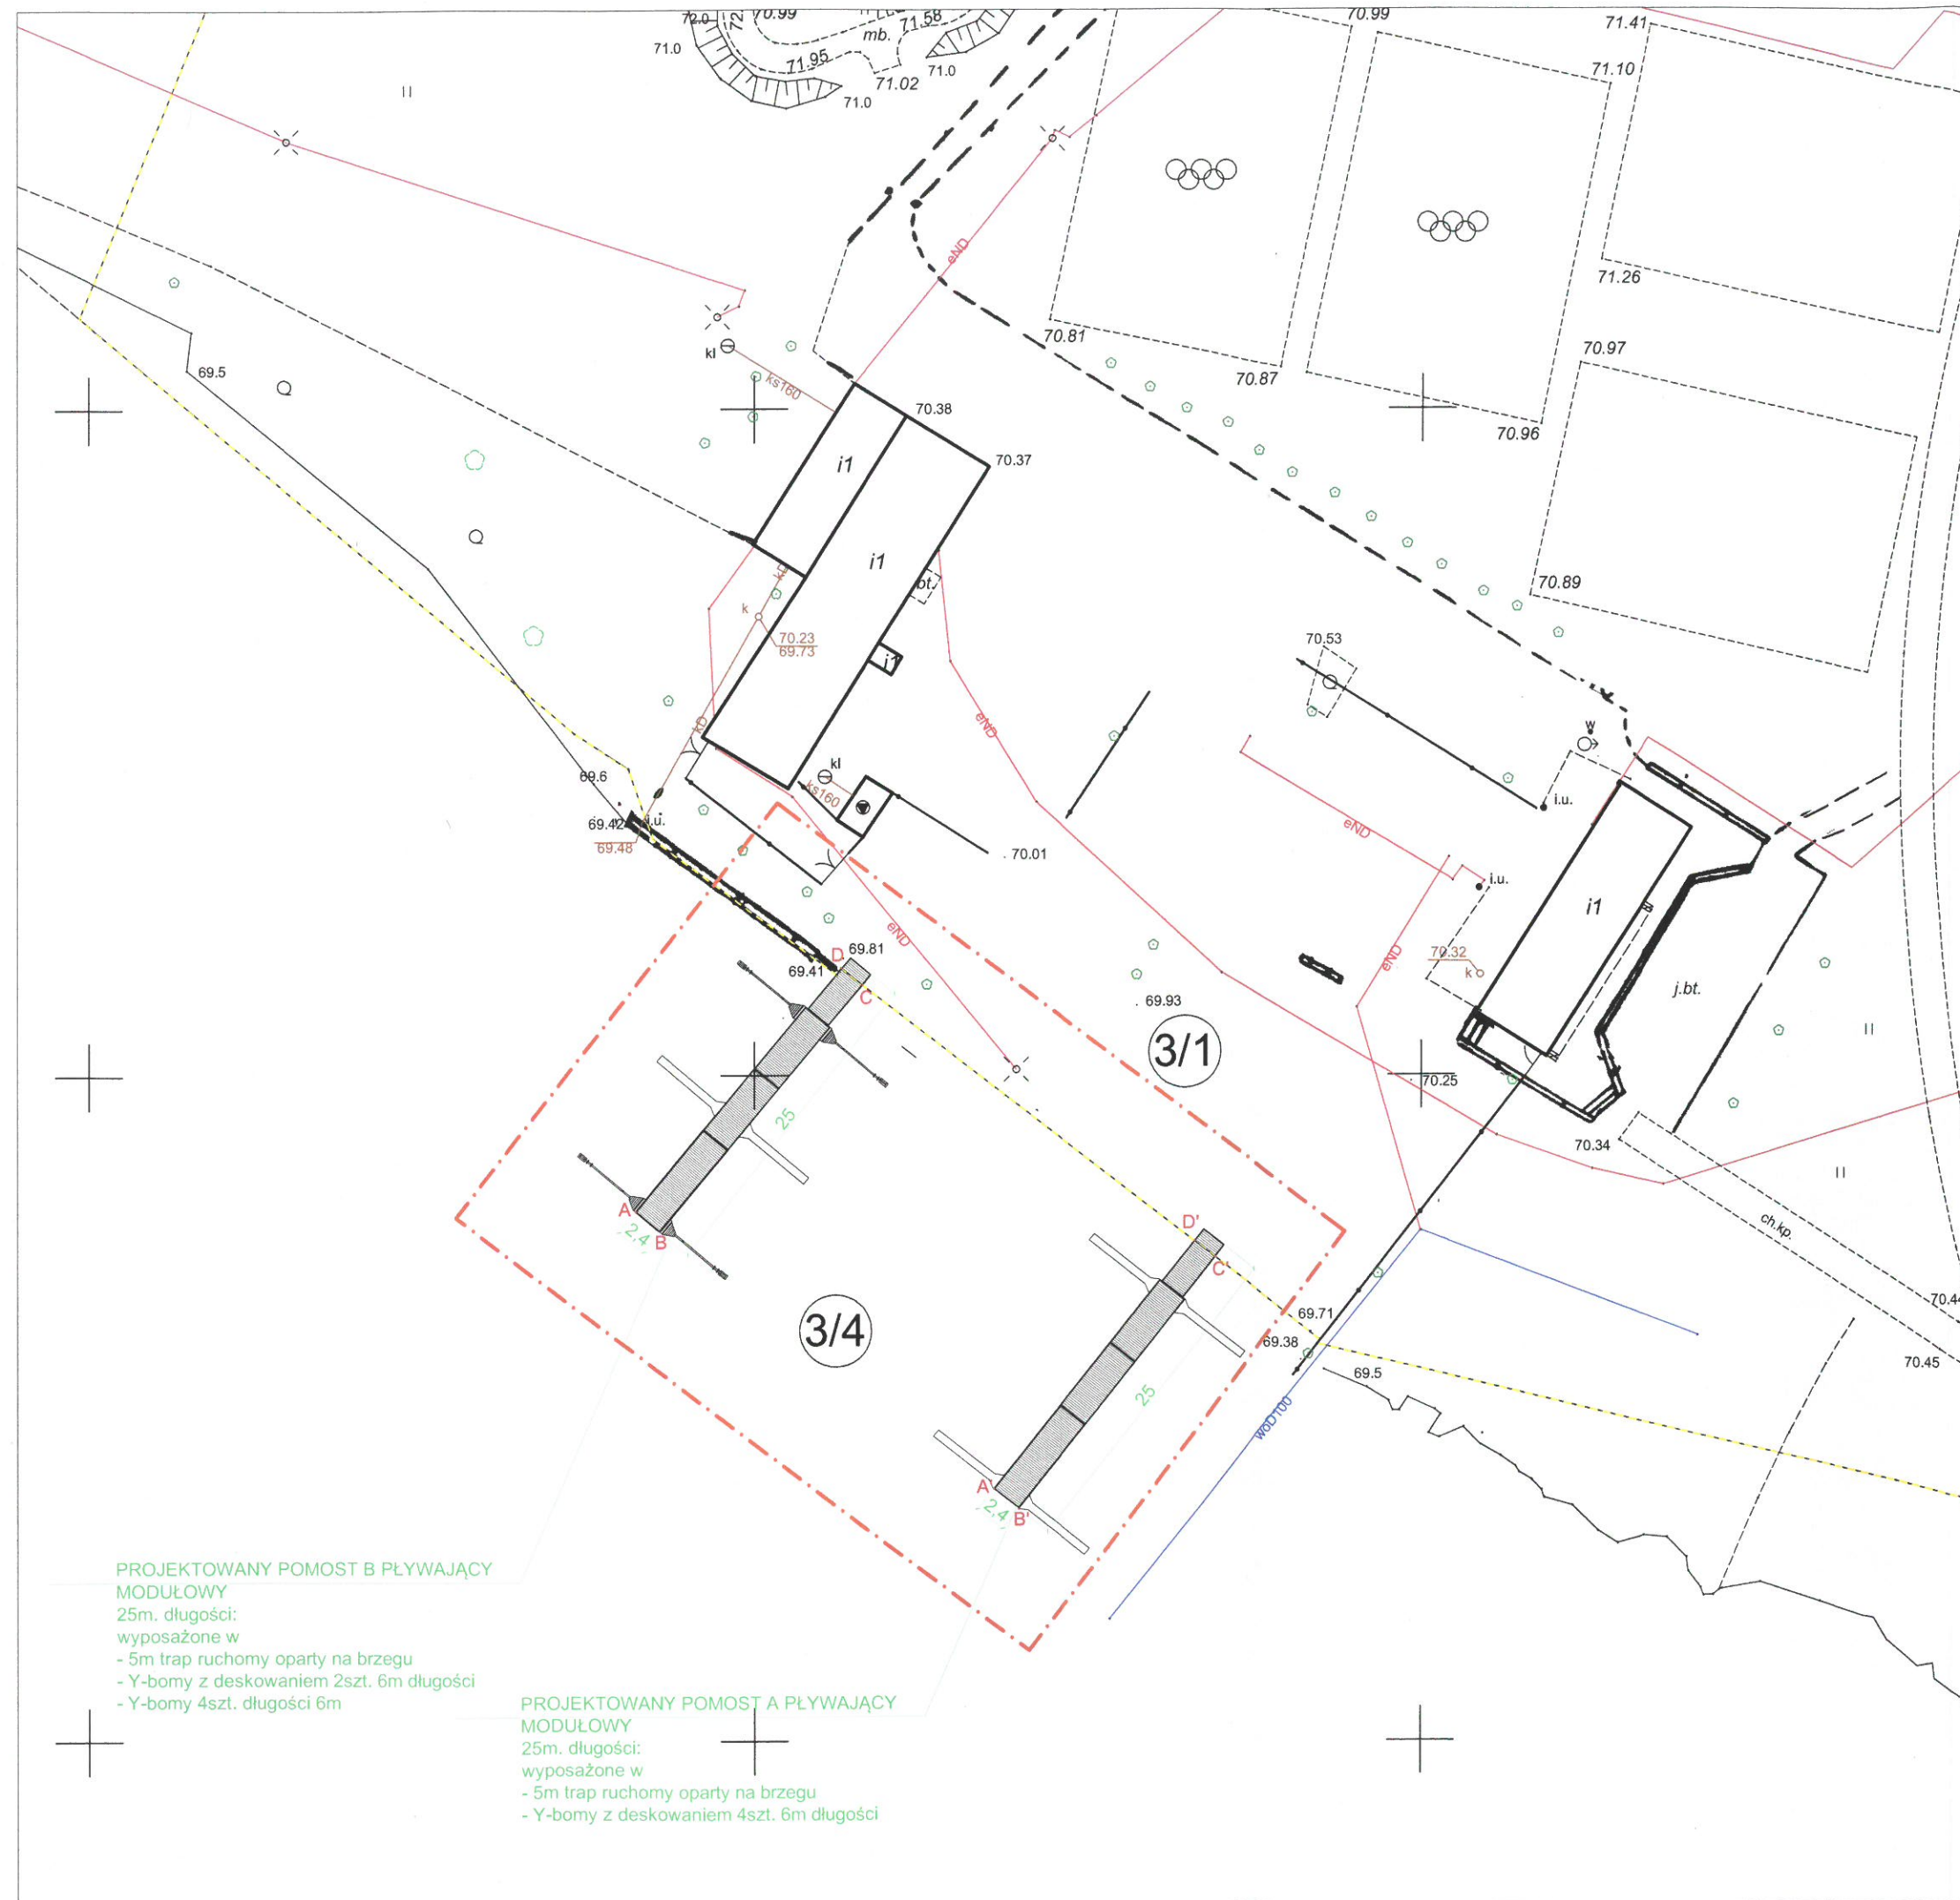 72.0
72.
70.99
71.58
mb.
71.0
71.95
71.02
71.0
71.0
70.99
71.41
71.10
71.26
eND
70.81
70.87
70.97
70.96
kl
ks160
69.5
70.38
70.37
i1
i1
bt.
kD
k
70.23
69.73
i1
70.89
70.53
eND
kD
w
69.6
kl
ks160
i.u.
eND
69.42
i.u.
69.48
70.01
i.u.
i1
eND
eND
70.32
k
D
69.81
69.41
C
69.93
j.bt.
3/1
70.25
25
70.34
A
2,4
B
ch.kp.
D'
C'
3/4
69.71
69.38
69.5
70.44
70.45
25
woD100
A'
2,4
B'
PROJEKTOWANY POMOST B PŁYWAJĄCY
MODUŁOWY
25m. długości:
wyposażone w
- 5m trap ruchomy oparty na brzegu
- Y-bomy z deskowaniem 2szt. 6m długości
- Y-bomy 4szt. długości 6m
PROJEKTOWANY POMOST A PŁYWAJĄCY
MODUŁOWY
25m. długości:
wyposażone w
- 5m trap ruchomy oparty na brzegu
- Y-bomy z deskowaniem 4szt. 6m długości